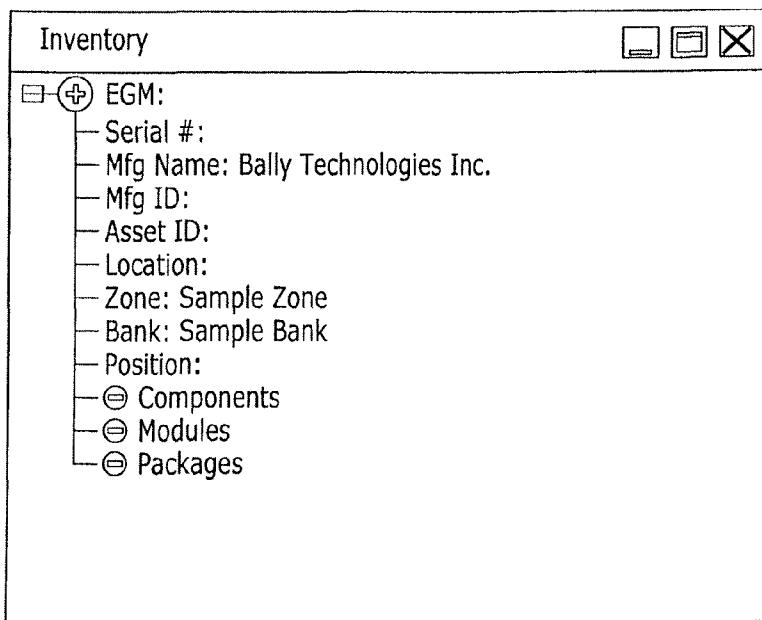 Inventory
EGM:
Serial #:
Mfg Name: Bally Technologies Inc.
Mfg ID:
Asset ID:
Location:
Zone: Sample Zone
Bank: Sample Bank
Position:
Components
Modules
Packages